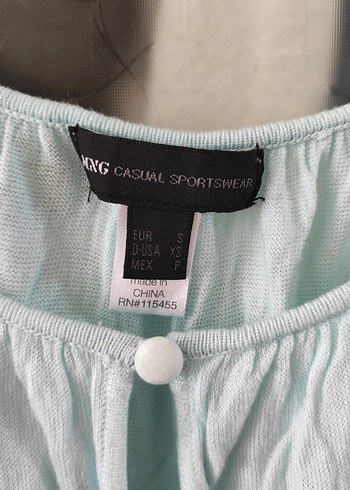 MNG CASUAL SPORTSWEAR
EUR S
D-USA XS
MEX P
made in
CHINA
RN#115455